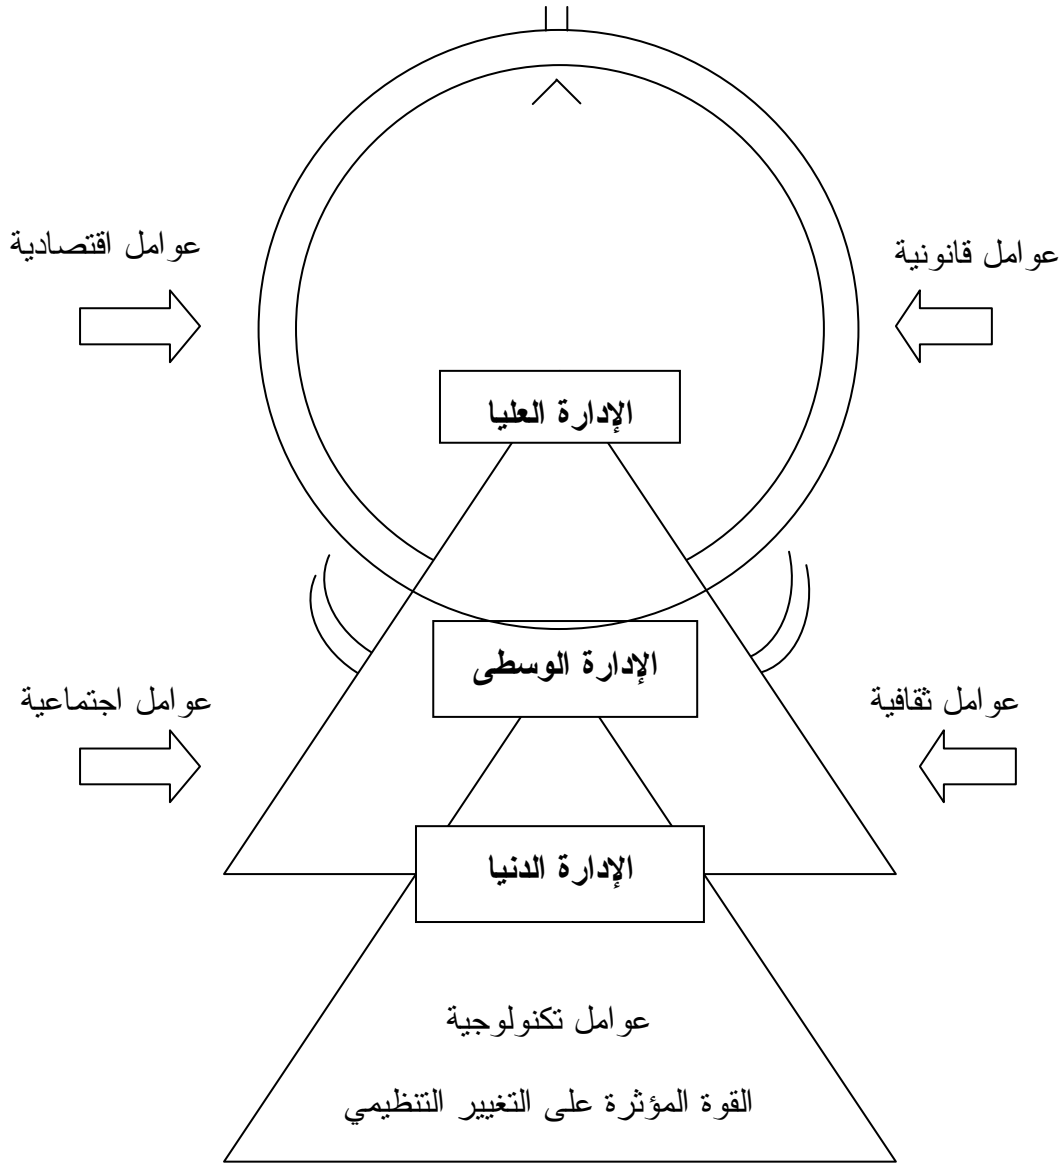 عوامل قانونية
عوامل اقتصادية
الإدارة العليا
الإدارة الوسطى
عوامل ثقافية
عوامل اجتماعية
الإدارة الدنيا
عوامل تكنولوجية
القوة المؤثرة على التغيير التنظيمي